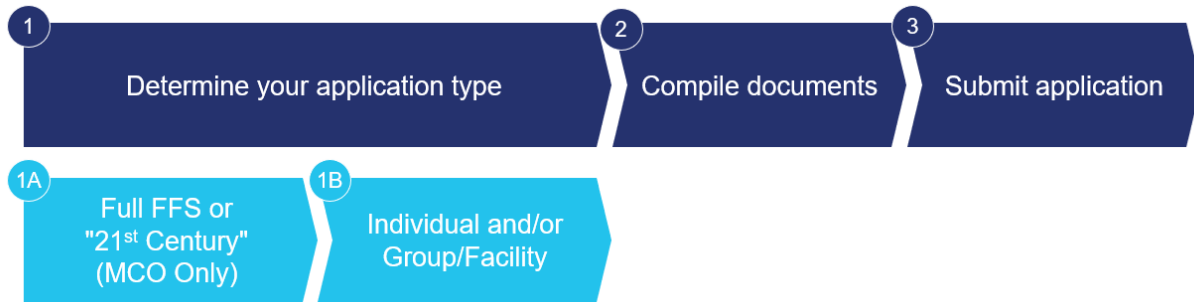 1
Determine your application type
2
Compile documents
3
Submit application
1A
Full FFS or
"21st Century"
(MCO Only)
1B
Individual and/or
Group/Facility